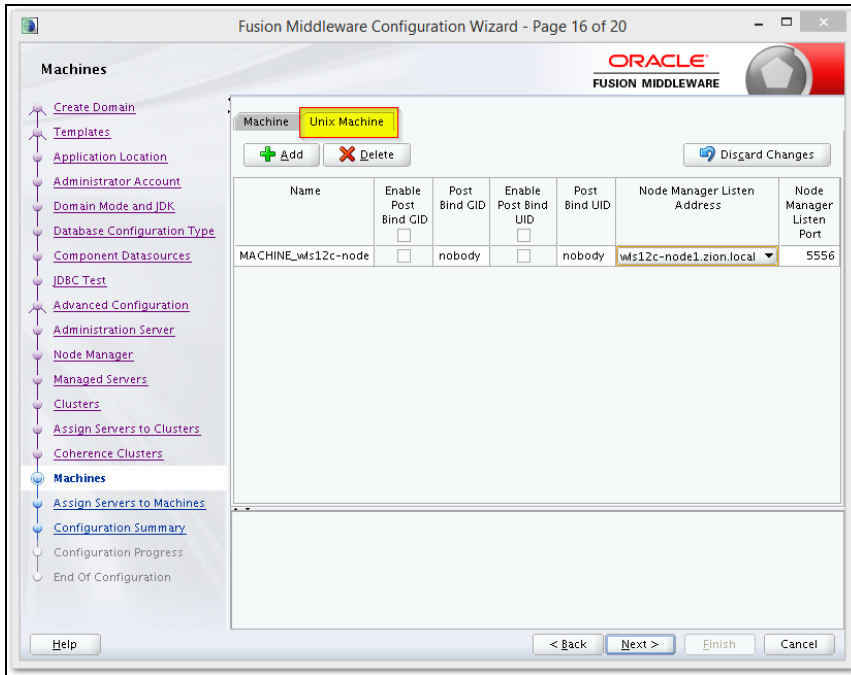 Fusion Middleware Configuration Wizard - Page 16 of 20
Machines
ORACLE
FUSION MIDDLEWARE
Create Domain
Templates
Application Location
Administrator Account
Domain Mode and JDK
Database Configuration Type
Component Datasources
JDBC Test
Advanced Configuration
Administration Server
Node Manager
Managed Servers
Clusters
Assign Servers to Clusters
Coherence Clusters
Machines
Assign Servers to Machines
Configuration Summary
Configuration Progress
End Of Configuration
Machine Unix Machine
Add Delete Discard Changes
Name Enable Post Bind GID Post Bind GID Enable Post Bind UID Post Bind UID Node Manager Listen Address Node Manager Listen Port
MACHINE_wls12c-node nobody nobody wls12c-node1.zion.local 5556
Help < Back Next > Finish Cancel